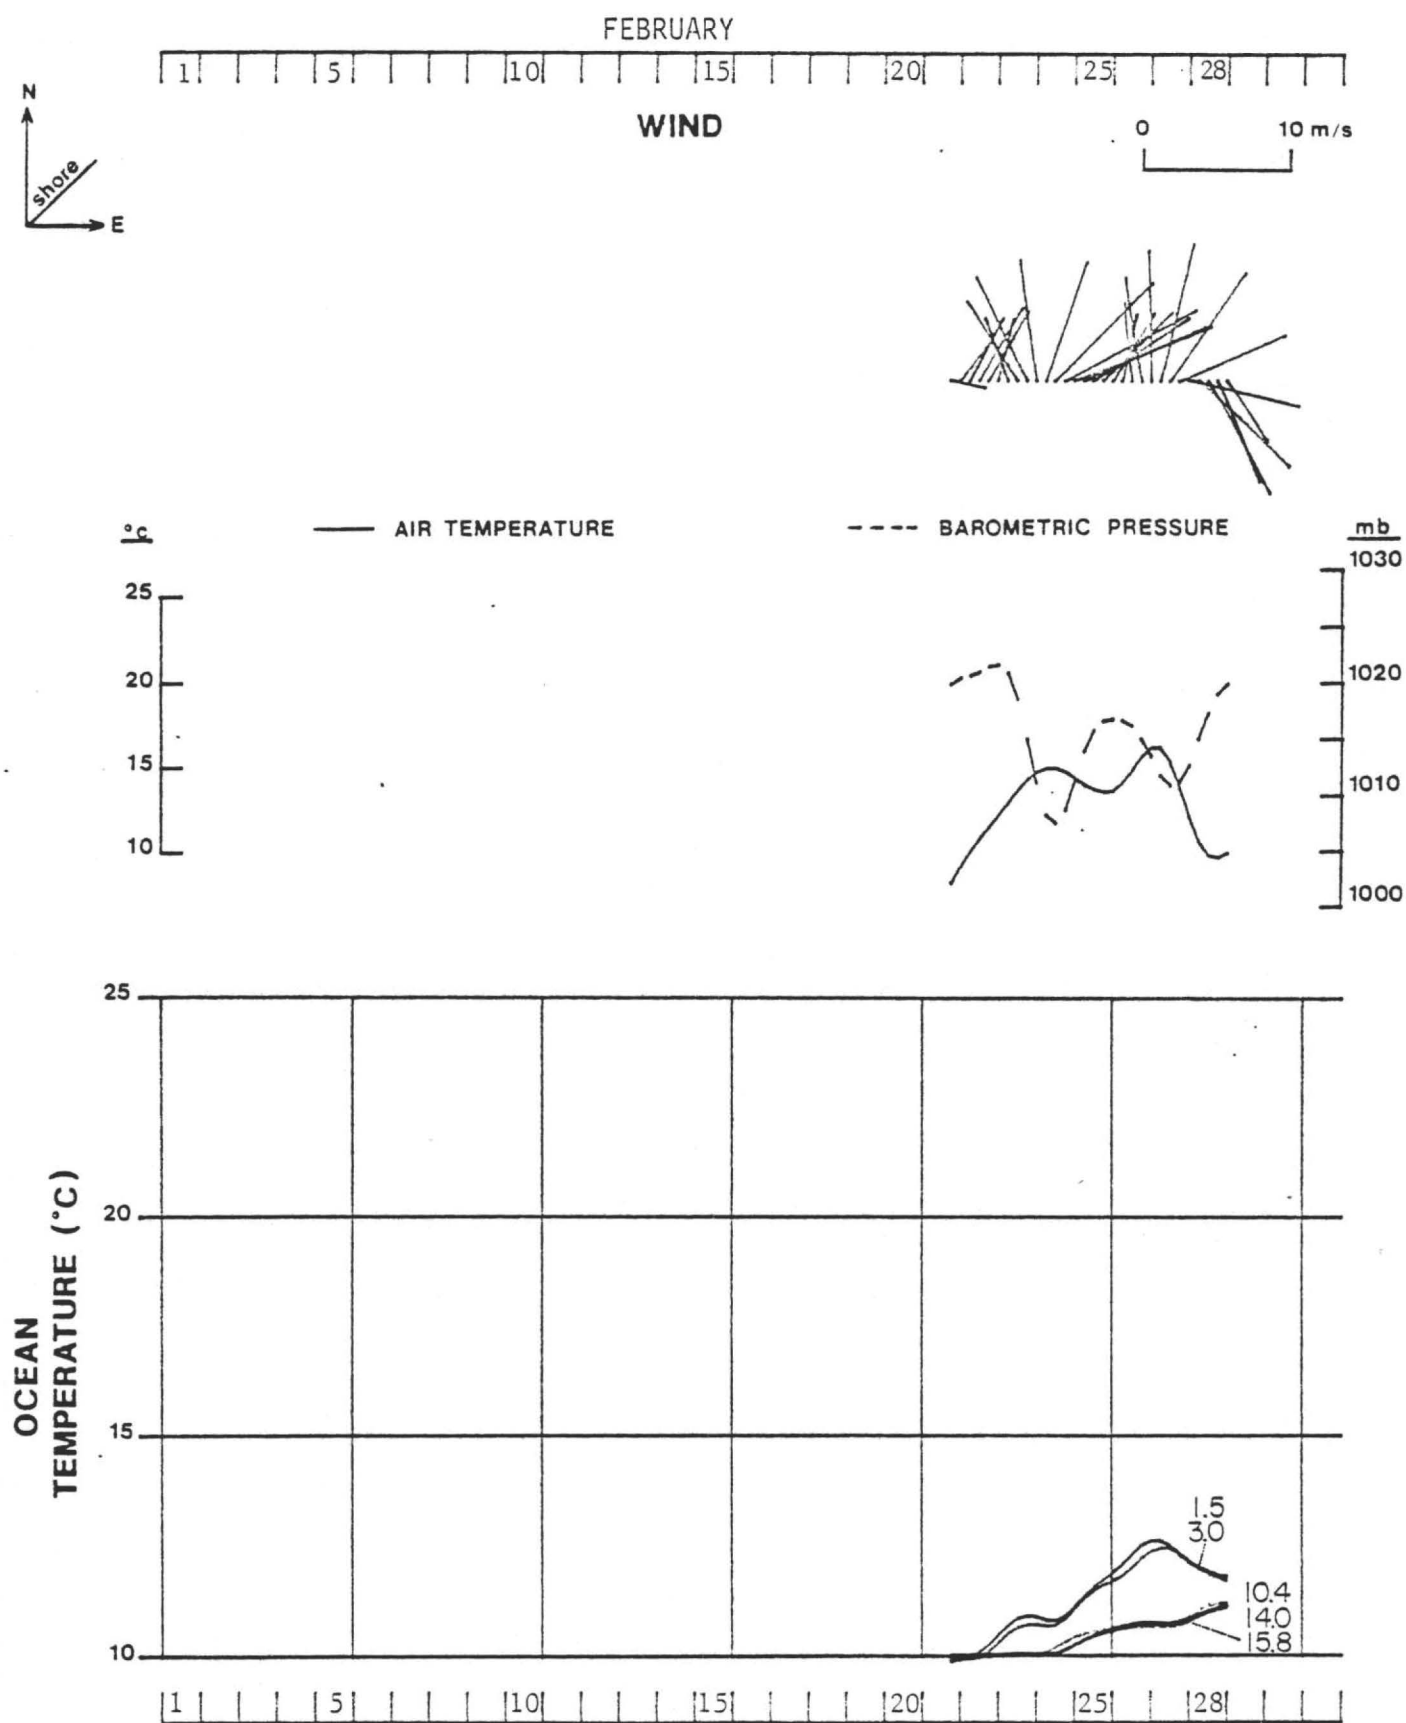 FEBRUARY
1 5 10 15 20 25 28
N
WIND
0 10 m/s
shore
E
°c AIR TEMPERATURE BAROMETRIC PRESSURE mb
1030
25
20 1020
15
1010
10
1000
25
20
OCEAN
TEMPERATURE (°C)
15
1.5
3.0
10.4
14.0
15.8
10
1 5 10 15 20 25 28